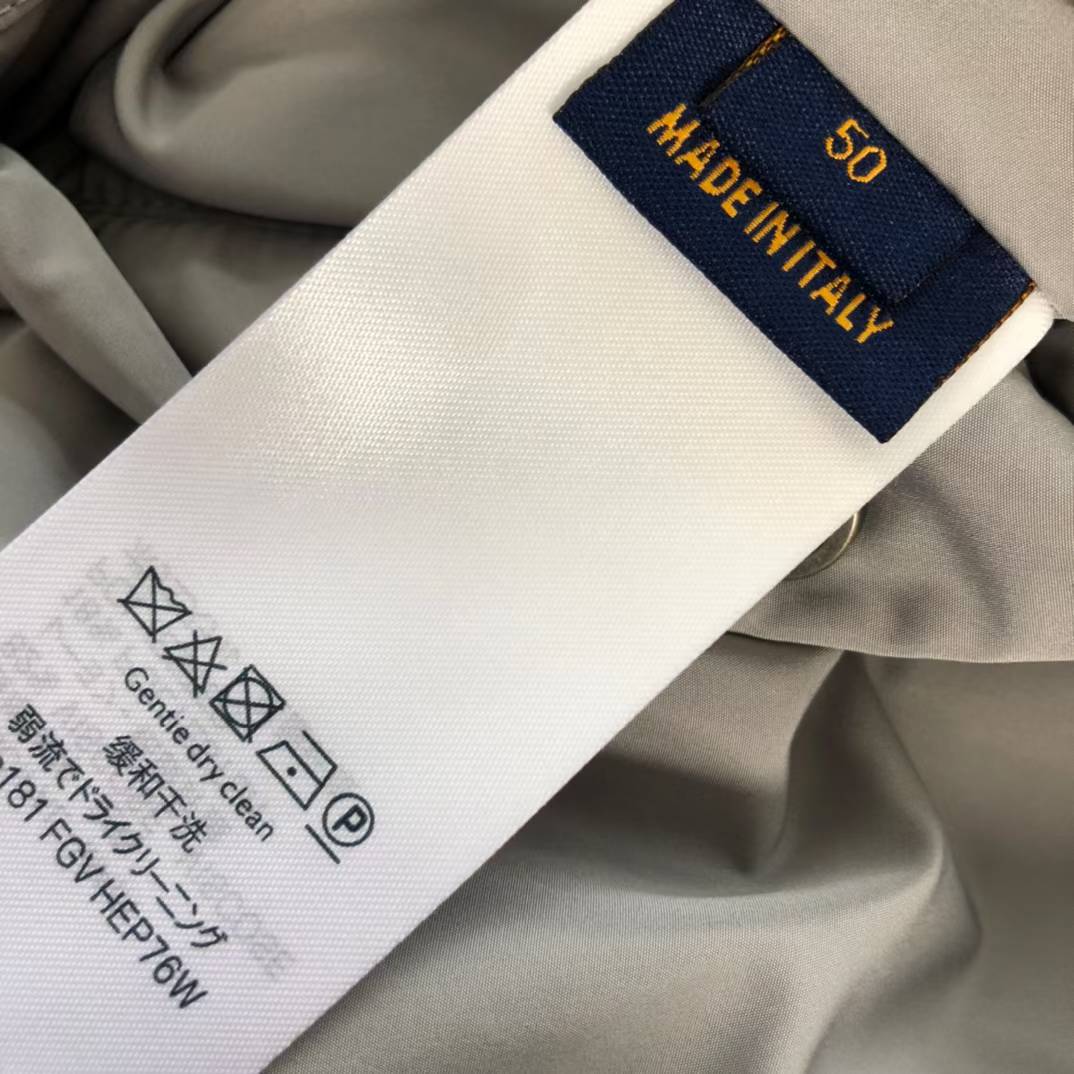 50
MADE IN ITALY
P
Gentie dry clean
缓和干洗
弱流でドライクリーニング
181 FGV HEP76W